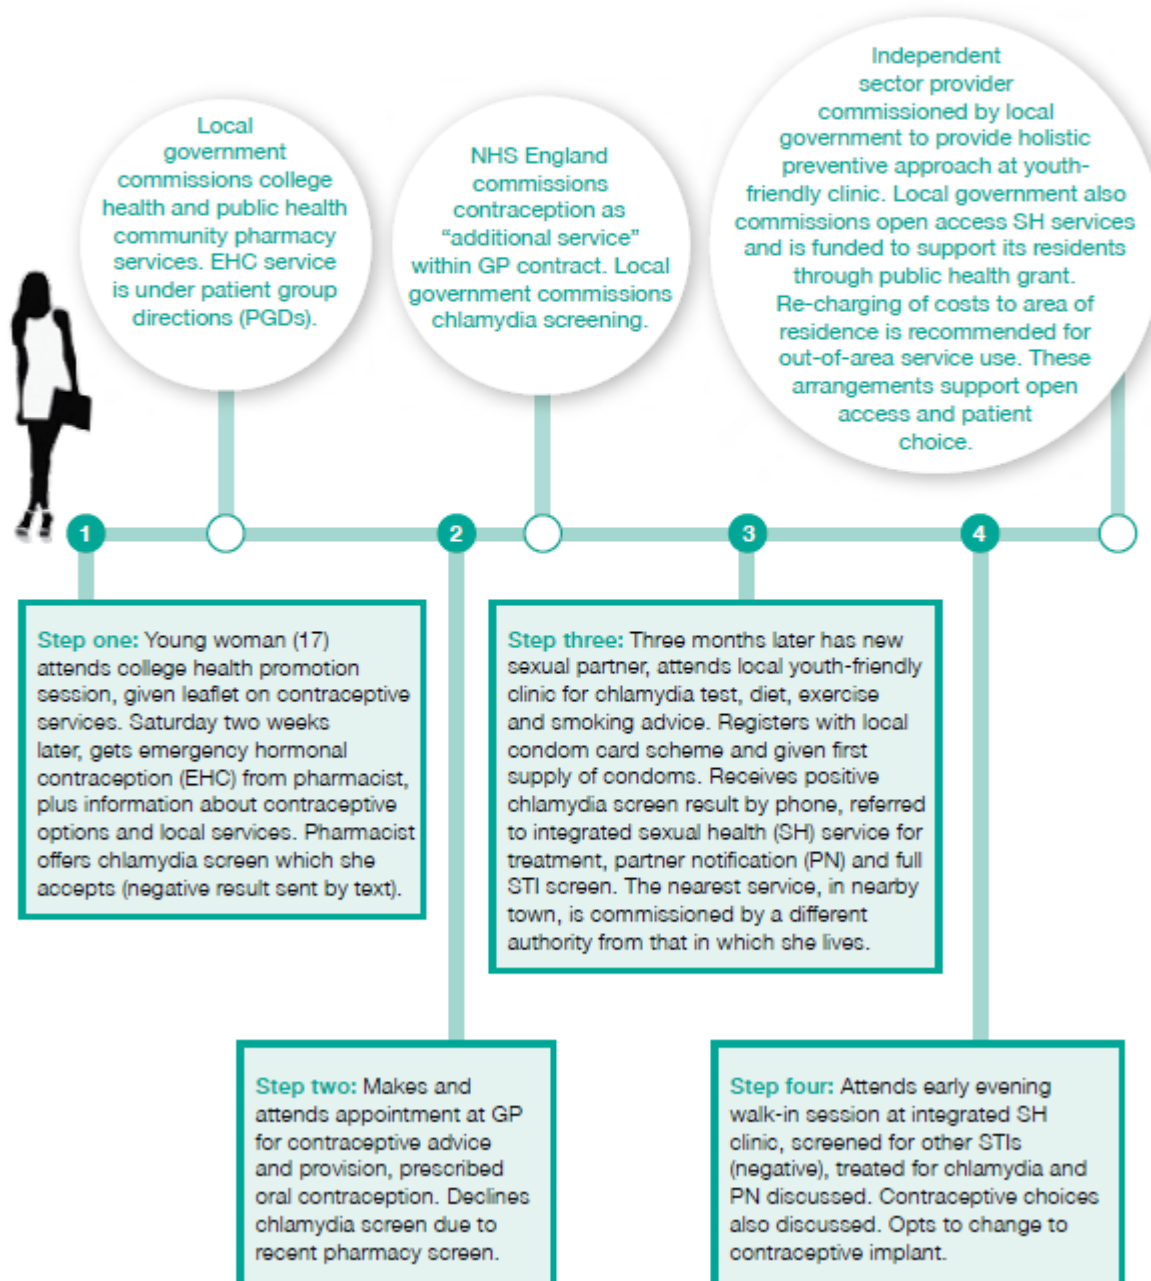 Local
government
commissions college
health and public health
community pharmacy
services. EHC service
is under patient group
directions (PGDs).
NHS England
commissions
contraception as
“additional service”
within GP contract. Local
government commissions
chlamydia screening.
Independent
sector provider
commissioned by local
government to provide holistic
preventive approach at youth-
friendly clinic. Local government also
commissions open access SH services
and is funded to support its residents
through public health grant.
Re-charging of costs to area of
residence is recommended for
out-of-area service use. These
arrangements support open
access and patient
choice.
1
2
3
4
Step one: Young woman (17)
attends college health promotion
session, given leaflet on contraceptive
services. Saturday two weeks
later, gets emergency hormonal
contraception (EHC) from pharmacist,
plus information about contraceptive
options and local services. Pharmacist
offers chlamydia screen which she
accepts (negative result sent by text).
Step two: Makes and
attends appointment at GP
for contraceptive advice
and provision, prescribed
oral contraception. Declines
chlamydia screen due to
recent pharmacy screen.
Step three: Three months later has new
sexual partner, attends local youth-friendly
clinic for chlamydia test, diet, exercise
and smoking advice. Registers with local
condom card scheme and given first
supply of condoms. Receives positive
chlamydia screen result by phone, referred
to integrated sexual health (SH) service for
treatment, partner notification (PN) and full
STI screen. The nearest service, in nearby
town, is commissioned by a different
authority from that in which she lives.
Step four: Attends early evening
walk-in session at integrated SH
clinic, screened for other STIs
(negative), treated for chlamydia and
PN discussed. Contraceptive choices
also discussed. Opts to change to
contraceptive implant.